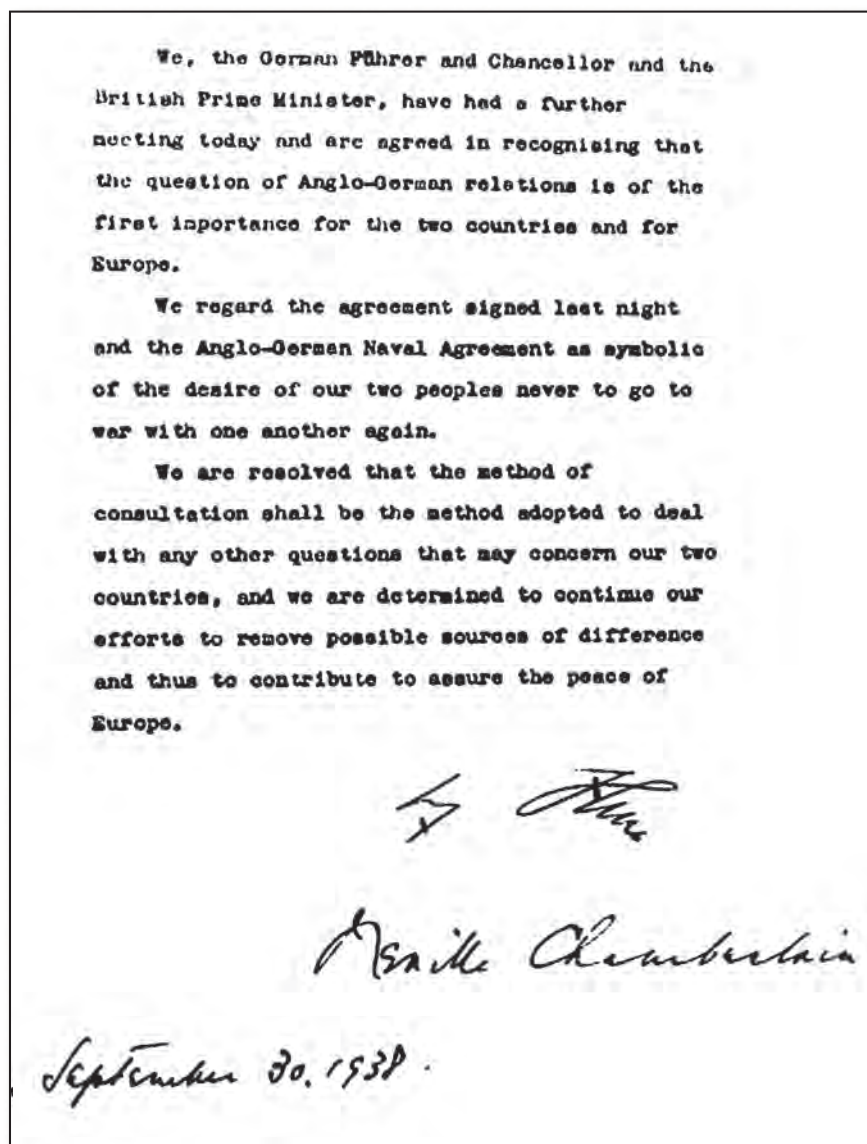 We, the German Führer and Chancellor and the
British Prime Minister, have had a further
meeting today and are agreed in recognising that
the question of Anglo-German relations is of the
first importance for the two countries and for
Europe.
We regard the agreement signed last night
and the Anglo-German Naval Agreement as symbolic
of the desire of our two peoples never to go to
war with one another again.
We are resolved that the method of
consultation shall be the method adopted to deal
with any other questions that may concern our two
countries, and we are determined to continue our
efforts to remove possible sources of difference
and thus to contribute to assure the peace of
Europe.
Neville Chamberlain
September 30, 1938.